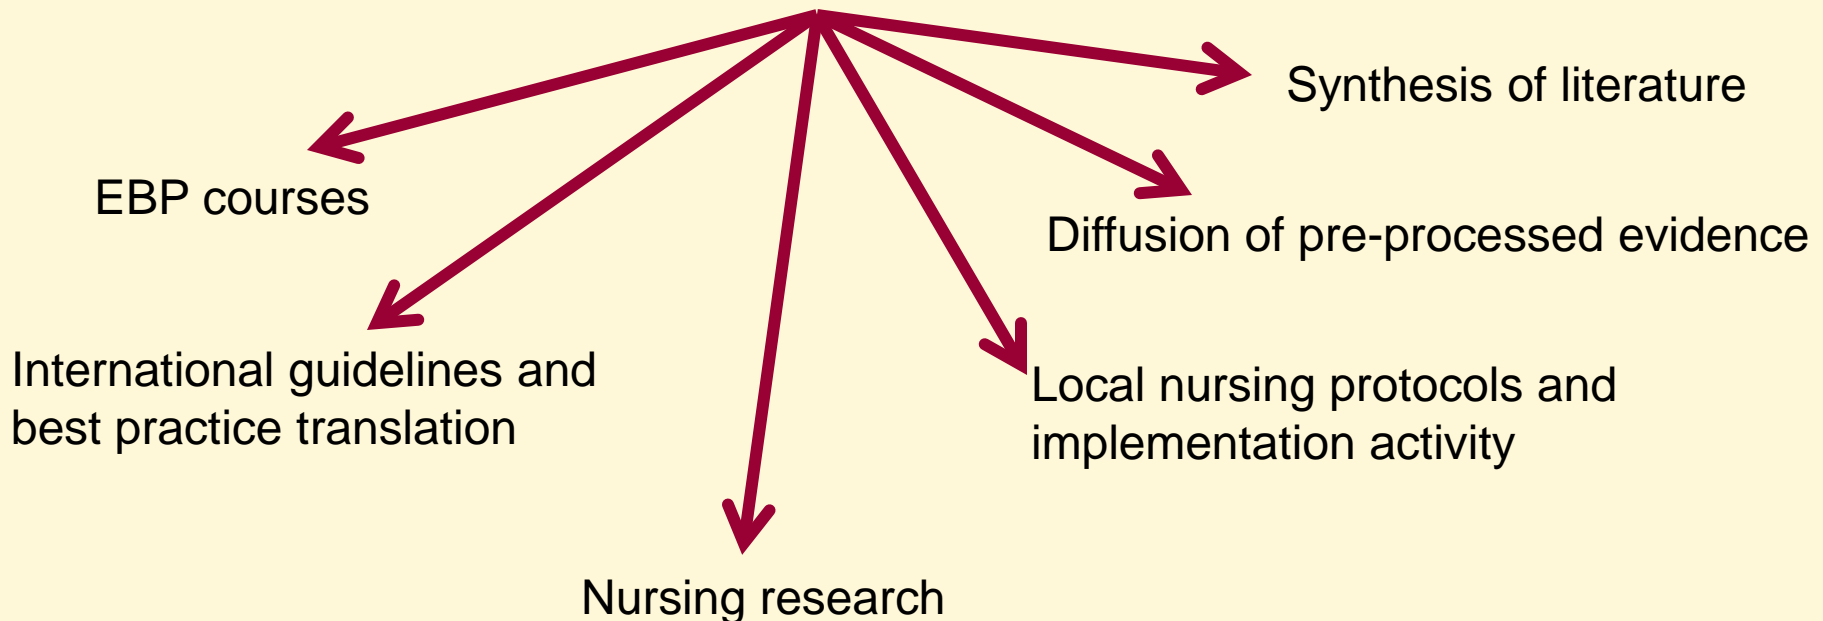 Synthesis of literature
EBP courses
Diffusion of pre-processed evidence
International guidelines and
best practice translation
Local nursing protocols and
implementation activity
Nursing research